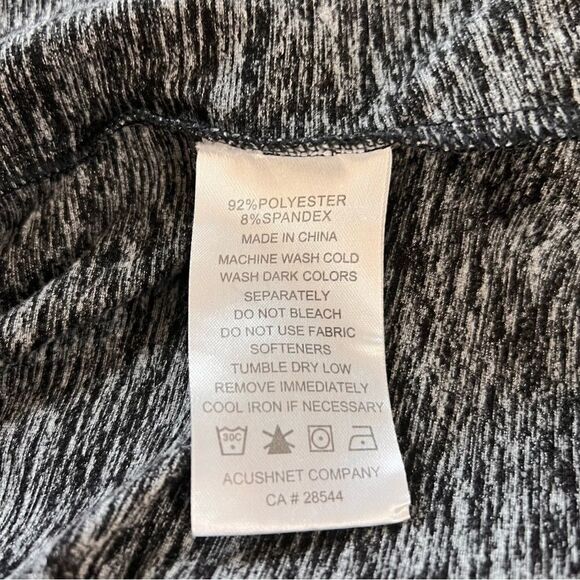 92%POLYESTER
8%SPANDEX
MADE IN CHINA
MACHINE WASH COLD
WASH DARK COLORS
SEPARATELY
DO NOT BLEACH
DO NOT USE FABRIC
SOFTENERS
TUMBLE DRY LOW
REMOVE IMMEDIATELY
COOL IRON IF NECESSARY
30C
ACUSHNET COMPANY
CA # 28544